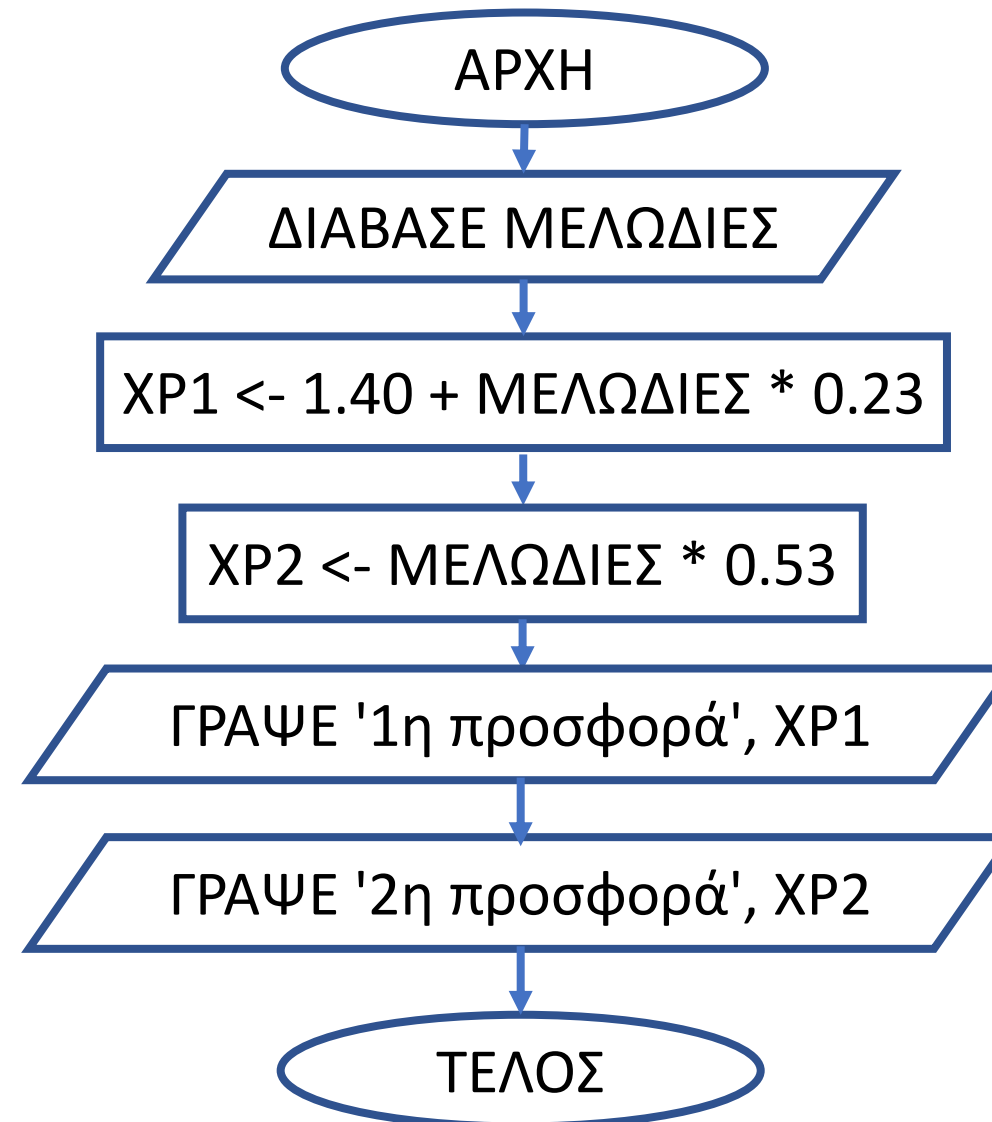 ΑΡΧΗ
ΔΙΑΒΑΣΕ ΜΕΛΩΔΙΕΣ
ΧΡ1 <- 1.40 + ΜΕΛΩΔΙΕΣ * 0.23
ΧΡ2 <- ΜΕΛΩΔΙΕΣ * 0.53
ΓΡΑΨΕ '1η προσφορά', ΧΡ1
ΓΡΑΨΕ '2η προσφορά', ΧΡ2
ΤΕΛΟΣ